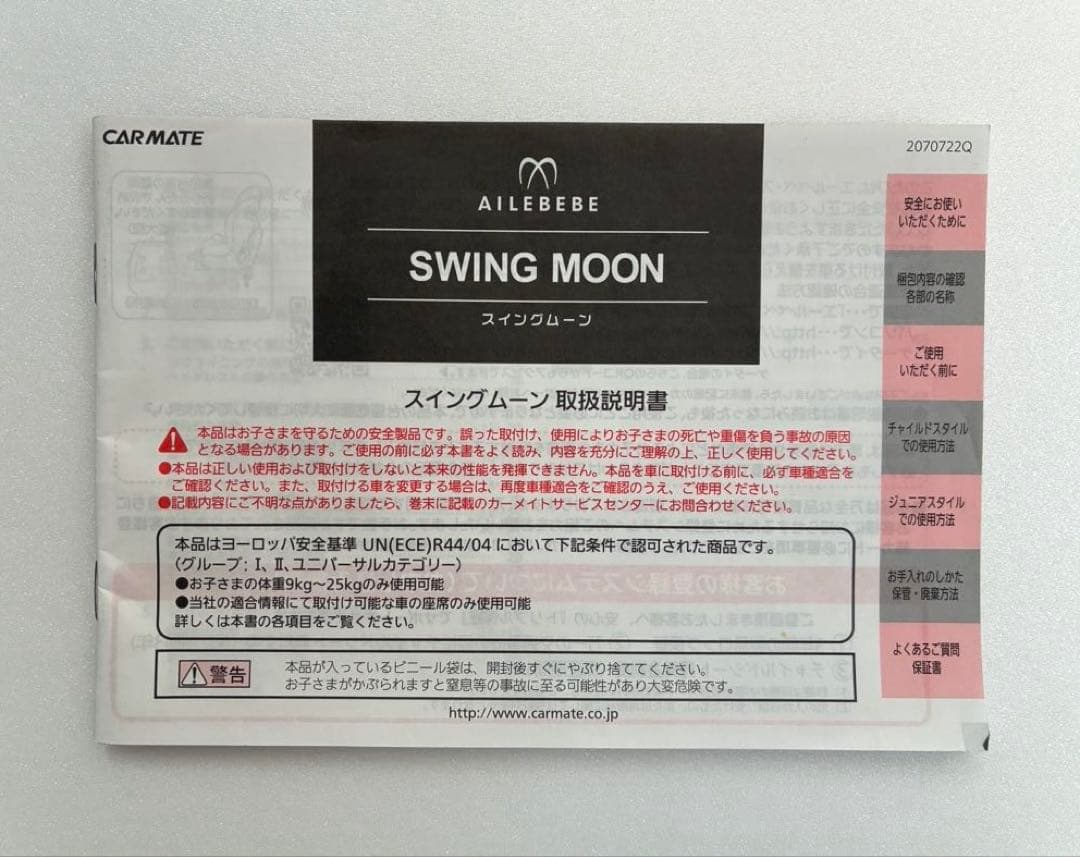 CARMATE
2070722Q
AILEBEBE
SWING MOON
スイングムーン
スイングムーン 取扱説明書
本品はお子さまを守るための安全製品です。誤った取付け、使用によりお子さまの死亡や重傷を負う事故の原因
となる場合があります。ご使用の前に必ず本書をよく読み、内容を充分にご理解の上、正しく使用してください。
●本品は正しい使用および取付けをしないと本来の性能を発揮できません。本品を車に取付ける前に、必ず車種適合を
ご確認ください。また、取付ける車を変更する場合は、再度車種適合をご確認のうえ、ご使用ください。
●記載内容にご不明な点がありましたら、巻末に記載のカーメイトサービスセンターにお問合わせください。
本品はヨーロッパ安全基準 UN(ECE)R44/04 において下記条件で認可された商品です。
(グループ: I、II、ユニバーサルカテゴリー)
●お子さまの体重9kg〜25kgのみ使用可能
●当社の適合情報にて取付け可能な車の座席のみ使用可能
詳しくは本書の各項目をご覧ください。
警告
本品が入っているビニール袋は、開封後すぐにやぶり捨ててください。
お子さまがかぶられますと窒息等の事故に至る可能性があり大変危険です。
http://www.carmate.co.jp
安全にお使い
いただくために
梱包内容の確認
各部の名称
ご使用
いただく前に
チャイルドスタイル
での使用方法
ジュニアスタイル
での使用方法
お手入れのしかた
保管・廃棄方法
よくあるご質問
保証書